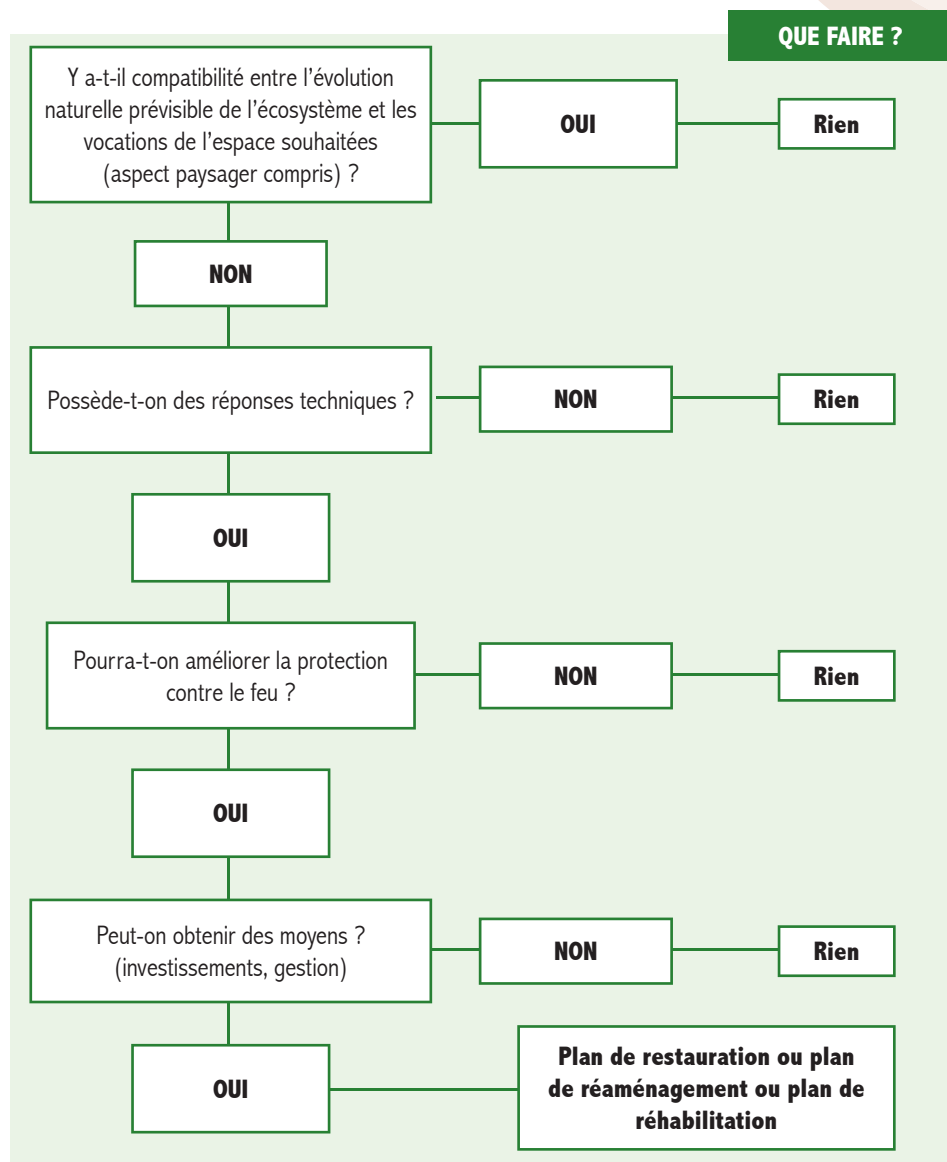 QUE FAIRE ?
Y a-t-il compatibilité entre l'évolution
naturelle prévisible de l'écosystème et les
vocations de l'espace souhaitées
(aspect paysager compris) ?
OUI
Rien
NON
Possède-t-on des réponses techniques ?
NON
Rien
OUI
Pourra-t-on améliorer la protection
contre le feu ?
NON
Rien
OUI
Peut-on obtenir des moyens ?
(investissements, gestion)
NON
Rien
OUI
Plan de restauration ou plan
de réaménagement ou plan de
réhabilitation